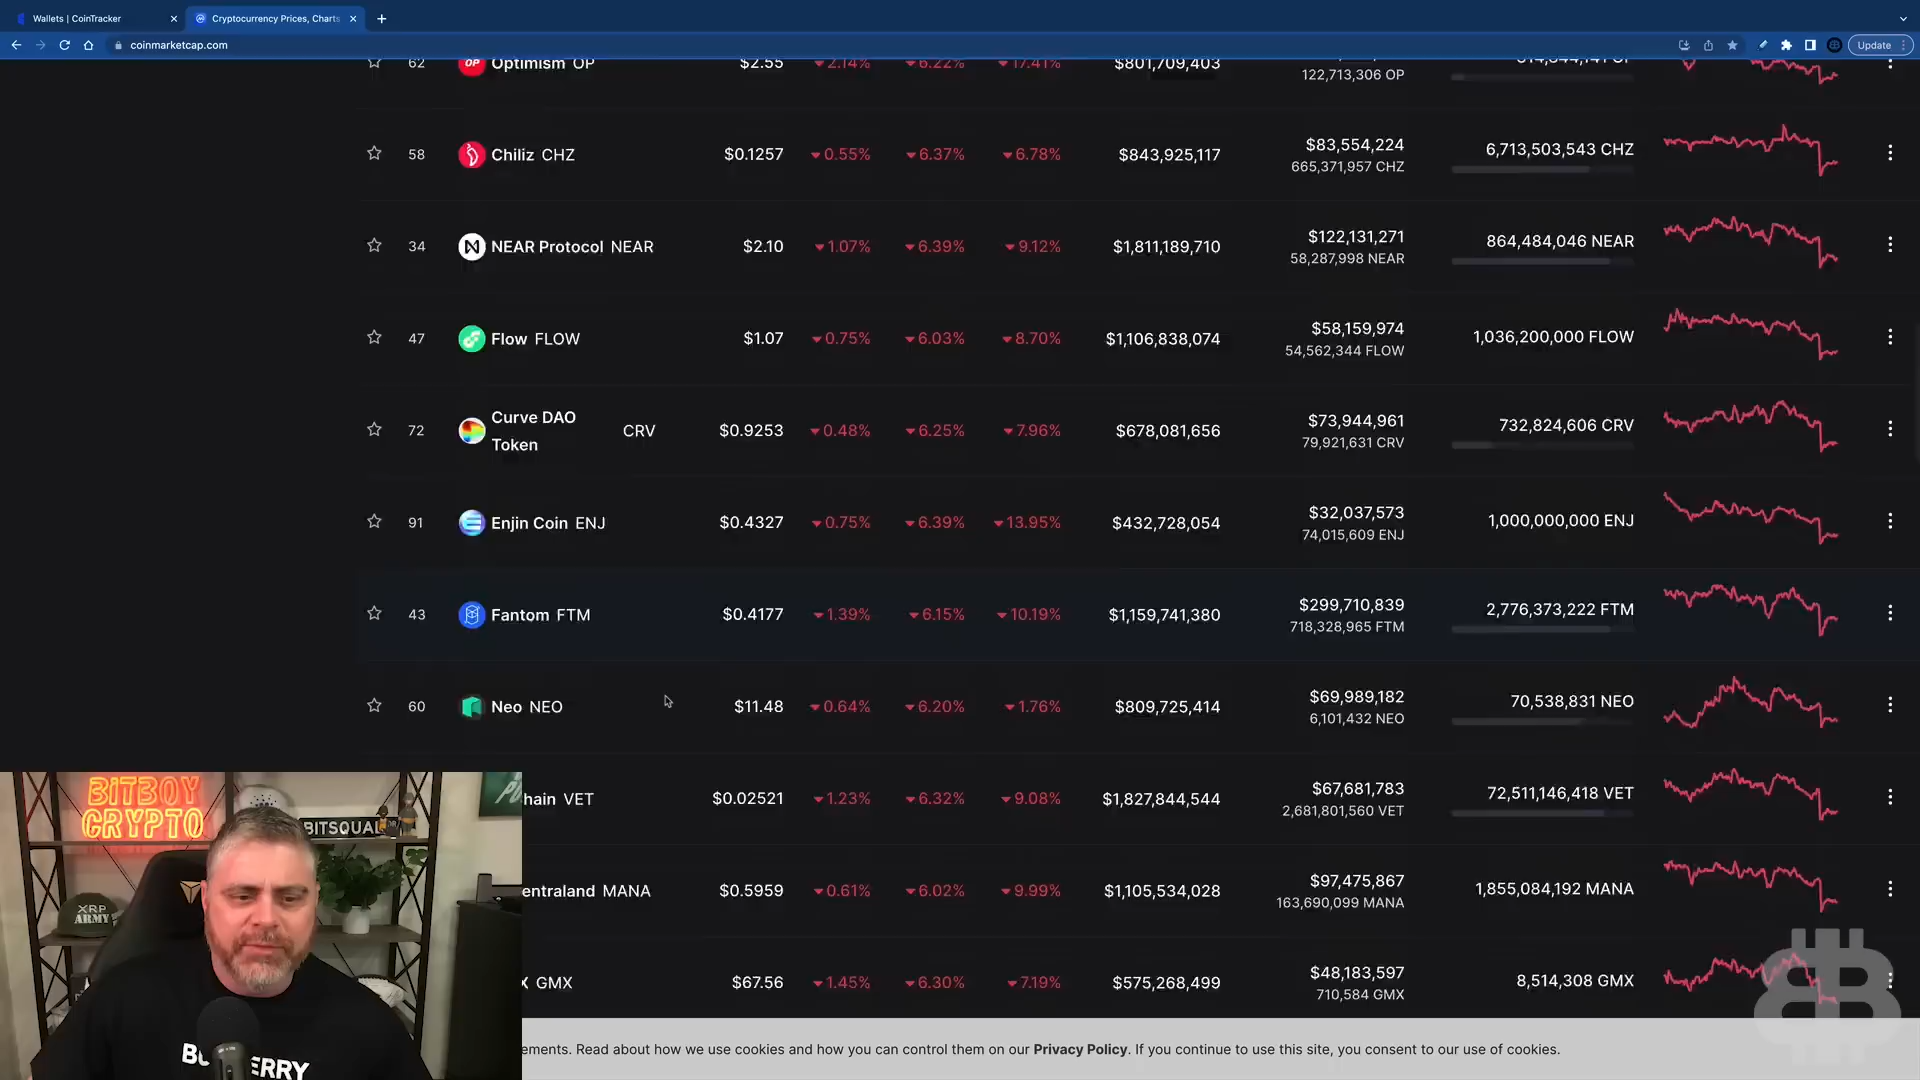 Wallets | CoinTracker
Cryptocurrency Prices, Charts
coinmarketcap.com
Update
62 OP Optimism OP $2.55 2.14% 6.22% 17.41% $801,709,403
122,713,306 OP
58 Chiliz CHZ $0.1257 0.55% 6.37% 6.78% $843,925,117 $83,554,224 6,713,503,543 CHZ
665,371,957 CHZ
34 NEAR Protocol NEAR $2.10 1.07% 6.39% 9.12% $1,811,189,710 $122,131,271 864,484,046 NEAR
58,287,998 NEAR
47 Flow FLOW $1.07 0.75% 6.03% 8.70% $1,106,838,074 $58,159,974 1,036,200,000 FLOW
54,562,344 FLOW
72 Curve DAO Token CRV $0.9253 0.48% 6.25% 7.96% $678,081,656 $73,944,961 732,824,606 CRV
79,921,631 CRV
91 Enjin Coin ENJ $0.4327 0.75% 6.39% 13.95% $432,728,054 $32,037,573 1,000,000,000 ENJ
74,015,609 ENJ
43 Fantom FTM $0.4177 1.39% 6.15% 10.19% $1,159,741,380 $299,710,839 2,776,373,222 FTM
718,328,965 FTM
60 Neo NEO $11.48 0.64% 6.20% 1.76% $809,725,414 $69,989,182 70,538,831 NEO
6,101,432 NEO
hain VET $0.02521 1.23% 6.32% 9.08% $1,827,844,544 $67,681,783 72,511,146,418 VET
2,681,801,560 VET
entraland MANA $0.5959 0.61% 6.02% 9.99% $1,105,534,028 $97,475,867 1,855,084,192 MANA
163,690,099 MANA
X GMX $67.56 1.45% 6.30% 7.19% $575,268,499 $48,183,597 8,514,308 GMX
710,584 GMX
ements. Read about how we use cookies and how you can control them on our Privacy Policy. If you continue to use this site, you consent to our use of cookies.
BITBOY
CRYPTO
BITSQUAD
XRP
ARMY